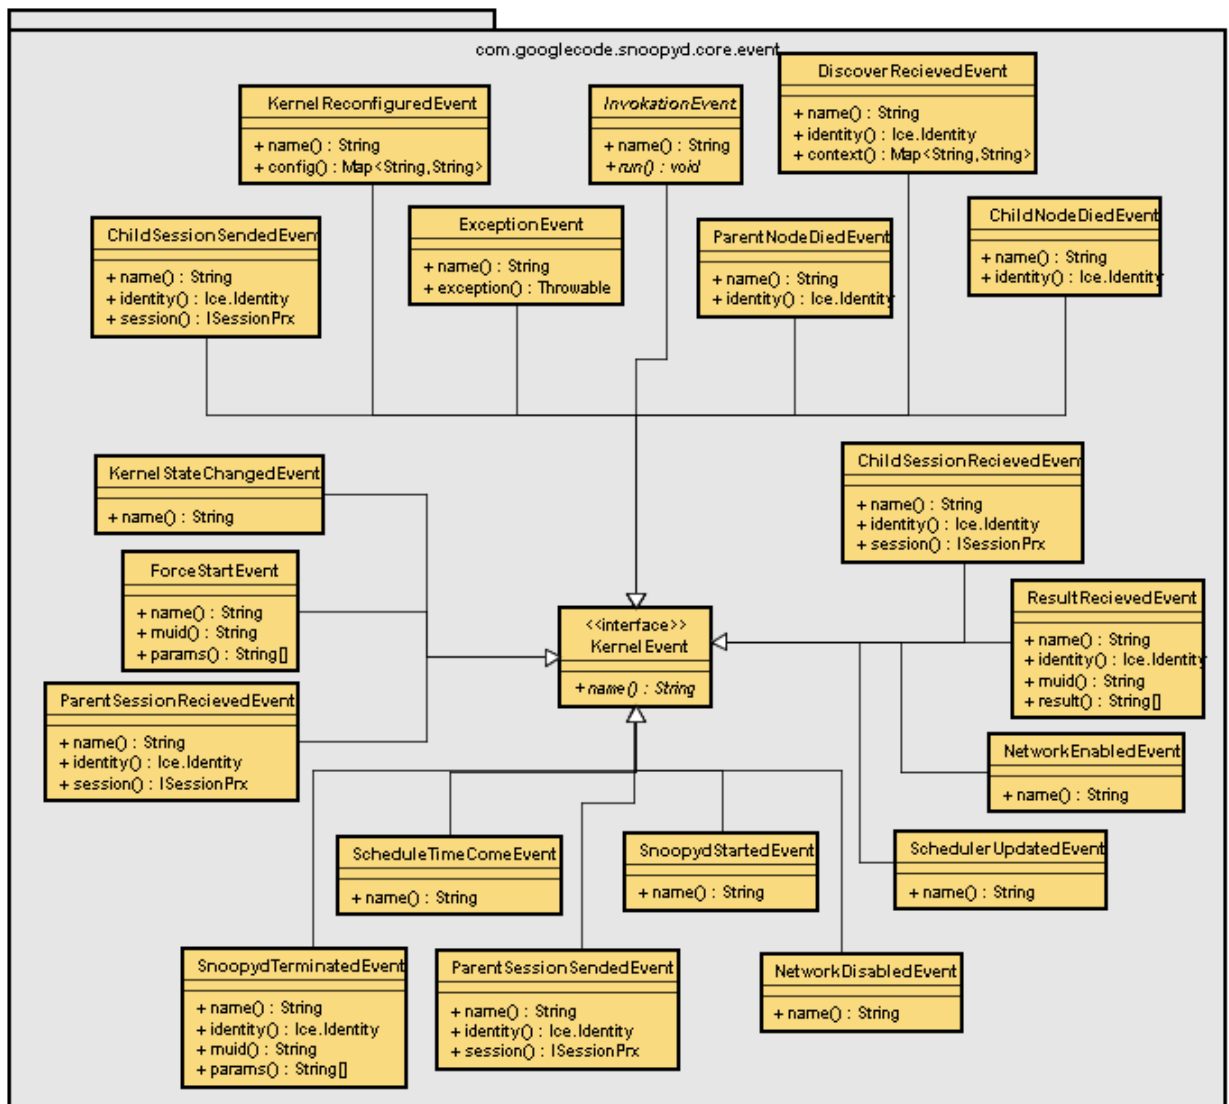 com.googlecode.snoopyd.core.event
KernelReconfiguredEvent
+ name() : String
+ config() : Map<String,String>
InvokationEvent
+ name() : String
+ run() : void
DiscoverRecievedEvent
+ name() : String
+ identity() : Ice.Identity
+ context() : Map<String,String>
ChildSessionSendedEvent
+ name() : String
+ identity() : Ice.Identity
+ session() : ISessionPrx
ExceptionEvent
+ name() : String
+ exception() : Throwable
ParentNodeDiedEvent
+ name() : String
+ identity() : Ice.Identity
ChildNodeDiedEvent
+ name() : String
+ identity() : Ice.Identity
KernelStateChangedEvent
+ name() : String
ChildSessionRecievedEvent
+ name() : String
+ identity() : Ice.Identity
+ session() : ISessionPrx
ForceStartEvent
+ name() : String
+ muid() : String
+ params() : String[]
<<interface>>
KernelEvent
+ name() : String
ResultRecievedEvent
+ name() : String
+ identity() : Ice.Identity
+ muid() : String
+ result() : String[]
ParentSessionRecievedEvent
+ name() : String
+ identity() : Ice.Identity
+ session() : ISessionPrx
NetworkEnabledEvent
+ name() : String
ScheduleTimeComeEvent
+ name() : String
SnoopydStartedEvent
+ name() : String
SchedulerUpdatedEvent
+ name() : String
SnoopydTerminatedEvent
+ name() : String
+ identity() : Ice.Identity
+ muid() : String
+ params() : String[]
ParentSessionSendedEvent
+ name() : String
+ identity() : Ice.Identity
+ session() : ISessionPrx
NetworkDisabledEvent
+ name() : String